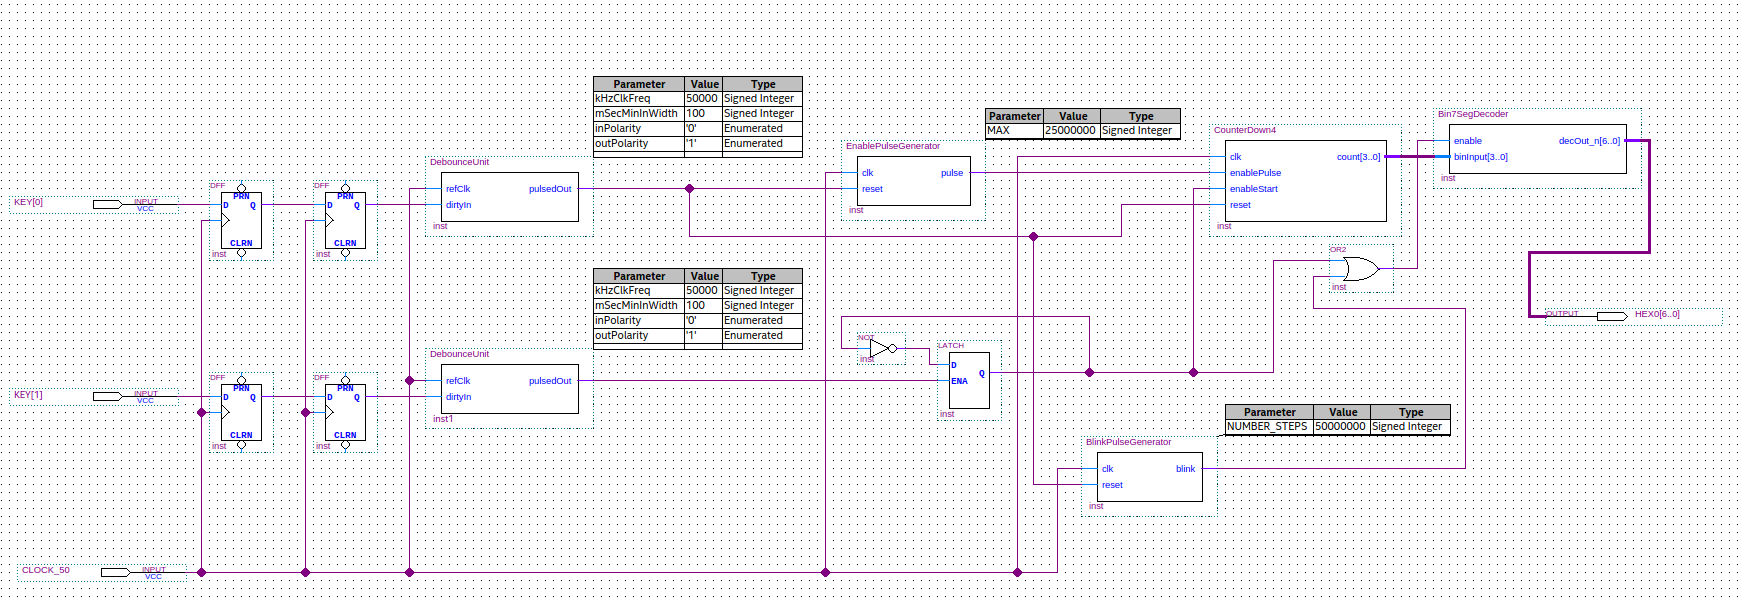 Parameter Value Type
kHzClkFreq 50000 Signed Integer
mSecMinInWidth 100 Signed Integer
inPolarity '0' Enumerated
outPolarity '1' Enumerated
Parameter Value Type
MAX 25000000 Signed Integer
Bin7SegDecoder
enable decOut_n[6..0]
binInput[3..0]
inst
CounterDown4
clk count[3..0]
enablePulse
enableStart
reset
inst
EnablePulseGenerator
clk pulse
reset
inst
DebounceUnit
refClk pulsedOut
dirtyIn
inst
KEY[0] INPUT
VCC
DFF
PRN
D Q
CLRN
inst
DFF
PRN
D Q
CLRN
inst
OR2
inst
OUTPUT HEX0[6..0]
Parameter Value Type
kHzClkFreq 50000 Signed Integer
mSecMinInWidth 100 Signed Integer
inPolarity '0' Enumerated
outPolarity '1' Enumerated
NOT
inst
LATCH
D
Q
ENA
inst
DebounceUnit
refClk pulsedOut
dirtyIn
inst1
KEY[1] INPUT
VCC
DFF
PRN
D Q
CLRN
inst
DFF
PRN
D Q
CLRN
inst
Parameter Value Type
NUMBER_STEPS 50000000 Signed Integer
BlinkPulseGenerator
clk blink
reset
inst
CLOCK_50 INPUT
VCC